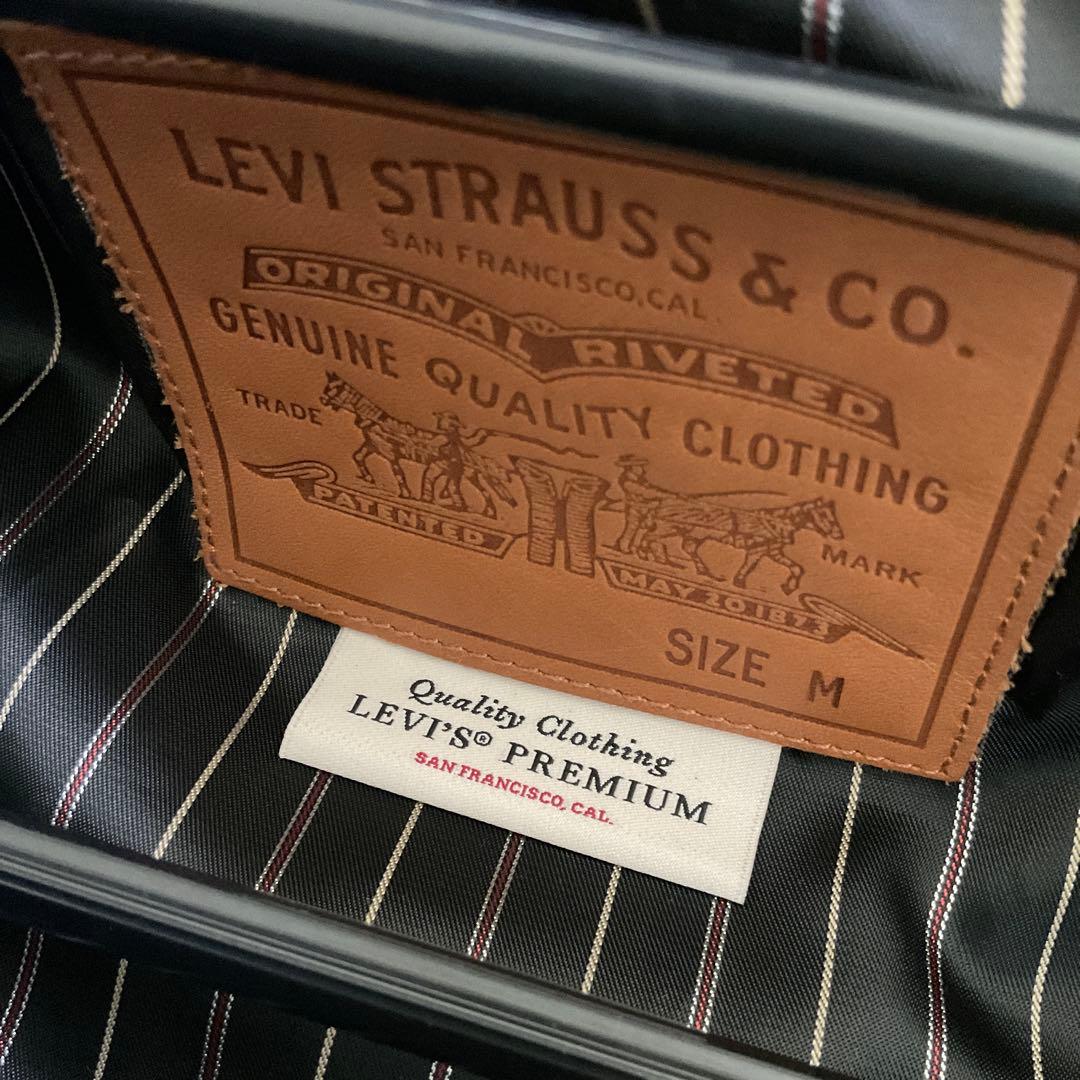 LEVI STRAUSS & CO.
SAN FRANCISCO, CAL.
ORIGINAL RIVETED
GENUINE QUALITY CLOTHING
TRADE MARK
PATENTED MAY 20 1873
SIZE M
Quality Clothing
LEVI'S® PREMIUM
SAN FRANCISCO, CAL.